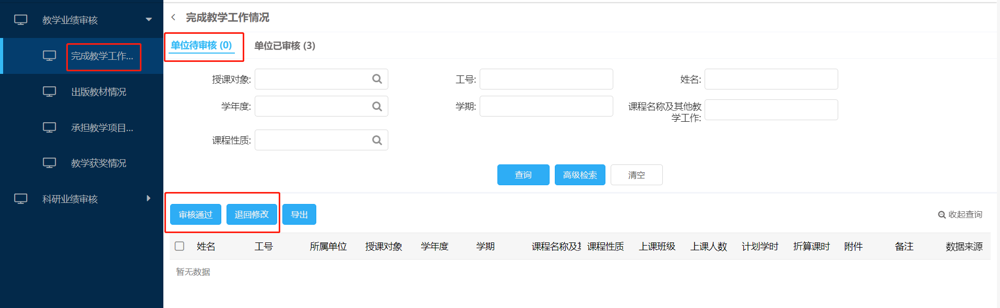 教学业绩审核
完成教学工作...
出版教材情况
承担教学项目...
教学获奖情况
科研业绩审核
完成教学工作情况
单位待审核 (0) 单位已审核 (3)
授课对象: 工号: 姓名:
学年度: 学期: 课程名称及其他教
学工作:
课程性质:
查询 高级检索 清空
审核通过 退回修改 导出 收起查询
姓名 工号 所属单位 授课对象 学年度 学期 课程名称及 课程性质 上课班级 上课人数 计划学时 折算课时 附件 备注 数据来源
暂无数据